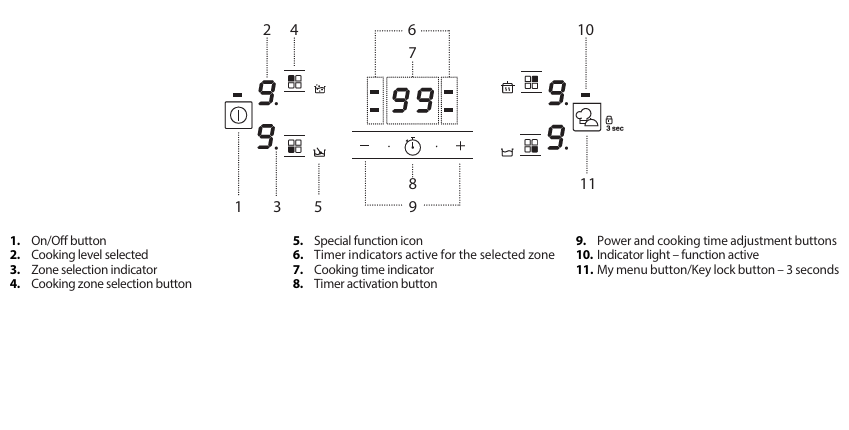 2 4 6 10
7
9. 9 9 9.
3 sec
9. 9.
− · · +
8 11
1 3 5 9
1. On/Off button
2. Cooking level selected
3. Zone selection indicator
4. Cooking zone selection button
5. Special function icon
6. Timer indicators active for the selected zone
7. Cooking time indicator
8. Timer activation button
9. Power and cooking time adjustment buttons
10. Indicator light – function active
11. My menu button/Key lock button – 3 seconds